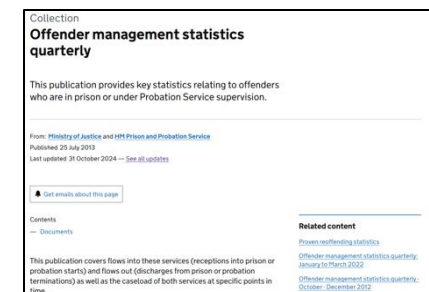 Collection
Offender management statistics
quarterly
This publication provides key statistics relating to offenders
who are in prison or under Probation Service supervision.
From: Ministry of Justice and HM Prison and Probation Service
Published 25 July 2013
Last updated 31 October 2024 — See all updates
Get emails about this page
Contents
— Documents
This publication covers flows into these services (receptions into prison or
probation starts) and flows out (discharges from prison or probation
terminations) as well as the caseload of both services at specific points in
time.
Related content
Proven reoffending statistics
Offender management statistics quarterly:
January to March 2022
Offender management statistics quarterly -
October - December 2012